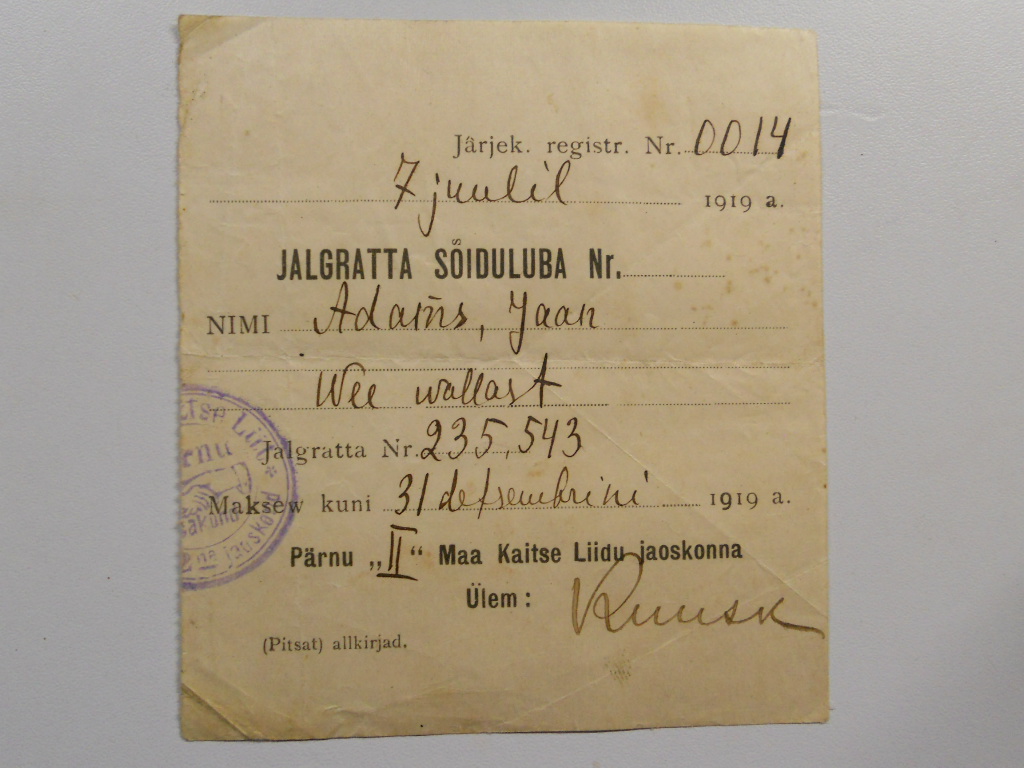 Järjek. registr. Nr. 0014
7 juulil 1919 a.
JALGRATTA SÕIDULUBA Nr.
NIMI Adams, Jaan
Wee wallast
Jalgratta Nr. 235,543
Maksew kuni 31 detsembrini 1919 a.
Pärnu „II“ Maa Kaitse Liidu jaoskonna
Ülem: Kuusk
(Pitsat) allkirjad.